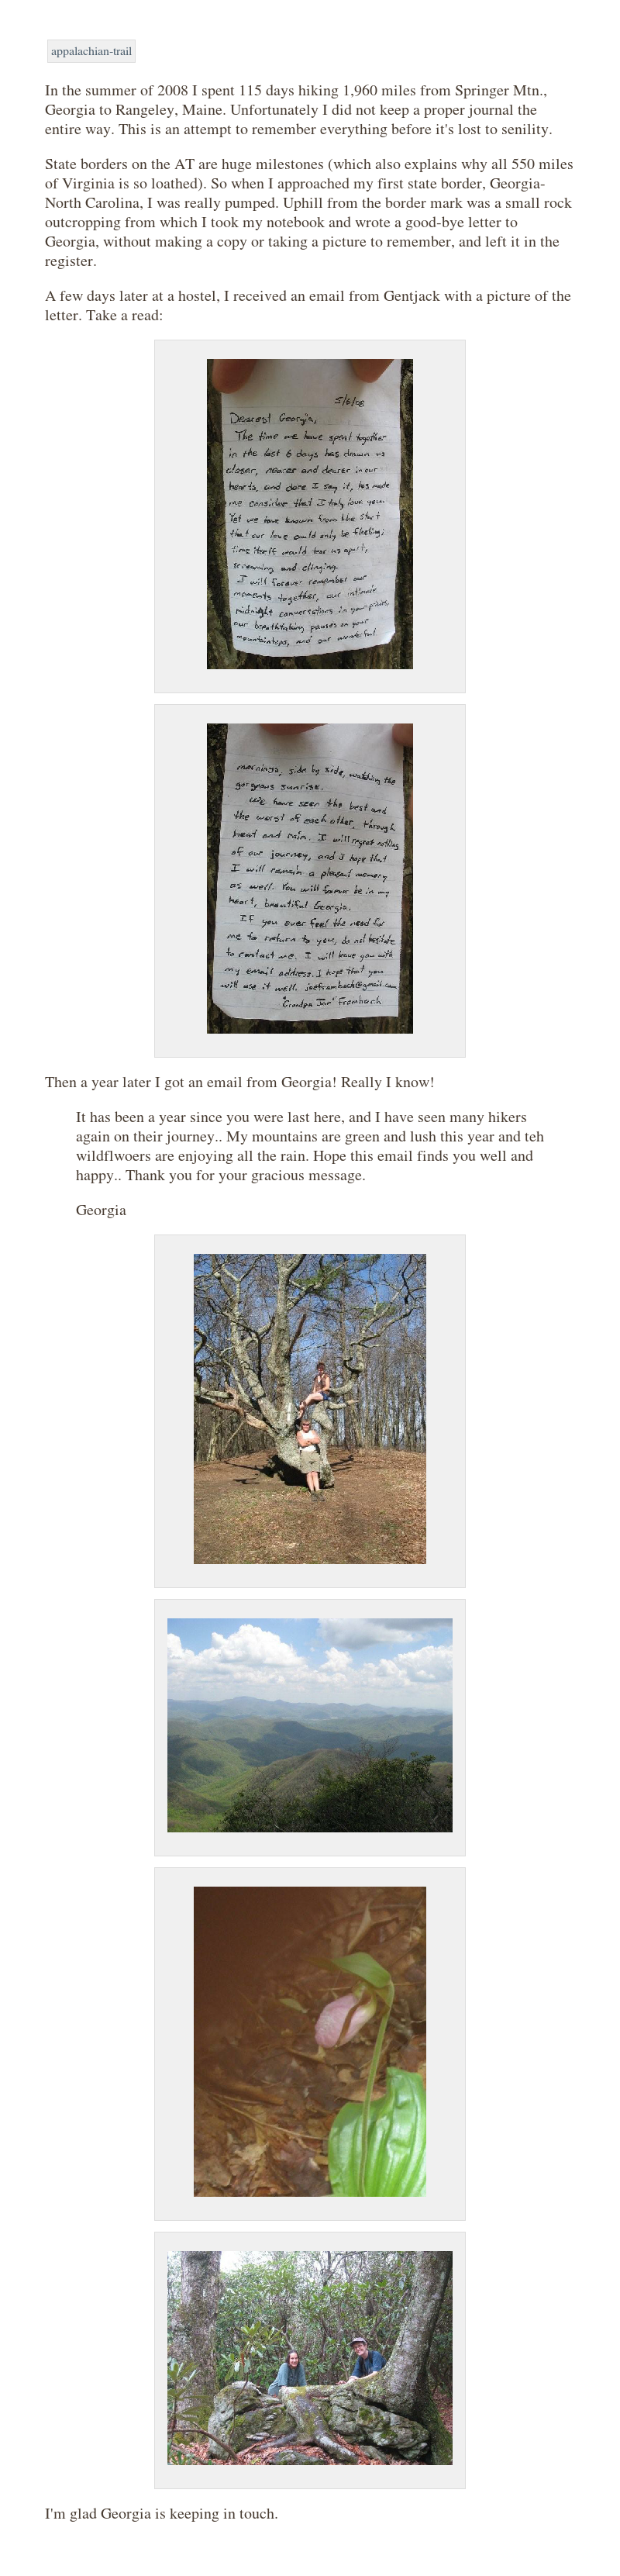 appalachian-trail
In the summer of 2008 I spent 115 days hiking 1,960 miles from Springer Mtn.,
Georgia to Rangeley, Maine. Unfortunately I did not keep a proper journal the
entire way. This is an attempt to remember everything before it's lost to senility.
State borders on the AT are huge milestones (which also explains why all 550 miles
of Virginia is so loathed). So when I approached my first state border, Georgia-
North Carolina, I was really pumped. Uphill from the border mark was a small rock
outcropping from which I took my notebook and wrote a good-bye letter to
Georgia, without making a copy or taking a picture to remember, and left it in the
register.
A few days later at a hostel, I received an email from Gentjack with a picture of the
letter. Take a read:
5/6/08
Dearest Georgia,
The time we have spent together
in the last 6 days has drawn us
closer, nearer and dearer in our
hearts, and dare I say it, has made
me consider that I truly love you.
Yet we have known from the start
that our love could only be fleeting;
time itself would tear us apart,
screaming and clinging.
I will forever remember our
moments together, our intimate
midnight conversations in your privies,
our breathtaking pauses on your
mountaintops, and our wonderful
mornings, side by side, watching the
gorgeous sunrise.
We have seen the best and
the worst of each other, through
heat and rain. I will regret nothing
of our journey, and I hope that
I will remain a pleasant memory
as well. You will forever be in my
heart, beautiful Georgia.
If you ever feel the need for
me to return to you, do not hesitate
to contact me. I will leave you with
my email address. I hope that you
will use it well. joeframbach@gmail.com
"Grandpa Joe" Frambach
Then a year later I got an email from Georgia! Really I know!
It has been a year since you were last here, and I have seen many hikers
again on their journey.. My mountains are green and lush this year and teh
wildflwoers are enjoying all the rain. Hope this email finds you well and
happy.. Thank you for your gracious message.
Georgia
I'm glad Georgia is keeping in touch.